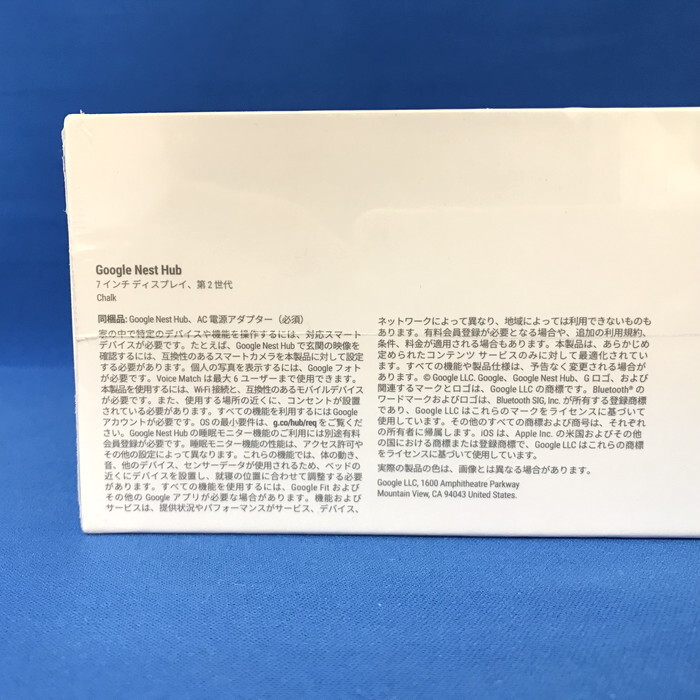 Google Nest Hub
7 インチ ディスプレイ、第 2 世代
Chalk
同梱品: Google Nest Hub、AC 電源アダプター（必須）
家の中で特定のデバイスや機能を操作するには、対応スマート
デバイスが必要です。たとえば、Google Nest Hub で玄関の映像を
確認するには、互換性のあるスマートカメラを本製品に対して設定
する必要があります。個人の写真を表示するには、Google フォト
が必要です。Voice Match は最大 6 ユーザーまで使用できます。
本製品を使用するには、Wi-Fi 接続と、互換性のあるモバイルデバイス
が必要です。また、使用する場所の近くに、コンセントが設置
されている必要があります。すべての機能を利用するには Google
アカウントが必要です。OS の最小要件は、g.co/hub/req をご覧くだ
さい。Google Nest Hub の睡眠モニター機能のご利用には別途有料
会員登録が必要です。睡眠モニター機能の性能は、アクセス許可や
その他の設定によって異なります。これらの機能では、体の動き、
音、他のデバイス、センサーデータが使用されるため、ベッドの
近くにデバイスを設置し、就寝の位置に合わせて調整する必要
があります。すべての機能を使用するには、Google Fit および
その他の Google アプリが必要な場合があります。機能および
サービスは、提供状況やパフォーマンスがサービス、デバイス、
ネットワークによって異なり、地域によっては利用できないものも
あります。有料会員登録が必要となる場合や、追加の利用規約、
条件、料金が適用される場合もあります。本製品は、あらかじめ
定められたコンテンツ サービスのみに対して最適化されていま
す。すべての機能や製品仕様は、予告なく変更される場合が
あります。© Google LLC. Google、Google Nest Hub、G ロゴ、および
関連するマークとロゴは、Google LLC の商標です。Bluetooth® の
ワードマークおよびロゴは、Bluetooth SIG, Inc. が所有する登録商標
であり、Google LLC はこれらのマークをライセンスに基づいて
使用しています。その他のすべての商標および商号は、それぞれ
の所有者に帰属します。iOS は、Apple Inc. の米国およびその他
の国における商標または登録商標で、Google LLC はこれらの商標
をライセンスに基づいて使用しています。
実際の製品の色は、画像とは異なる場合があります。
Google LLC, 1600 Amphitheatre Parkway
Mountain View, CA 94043 United States.